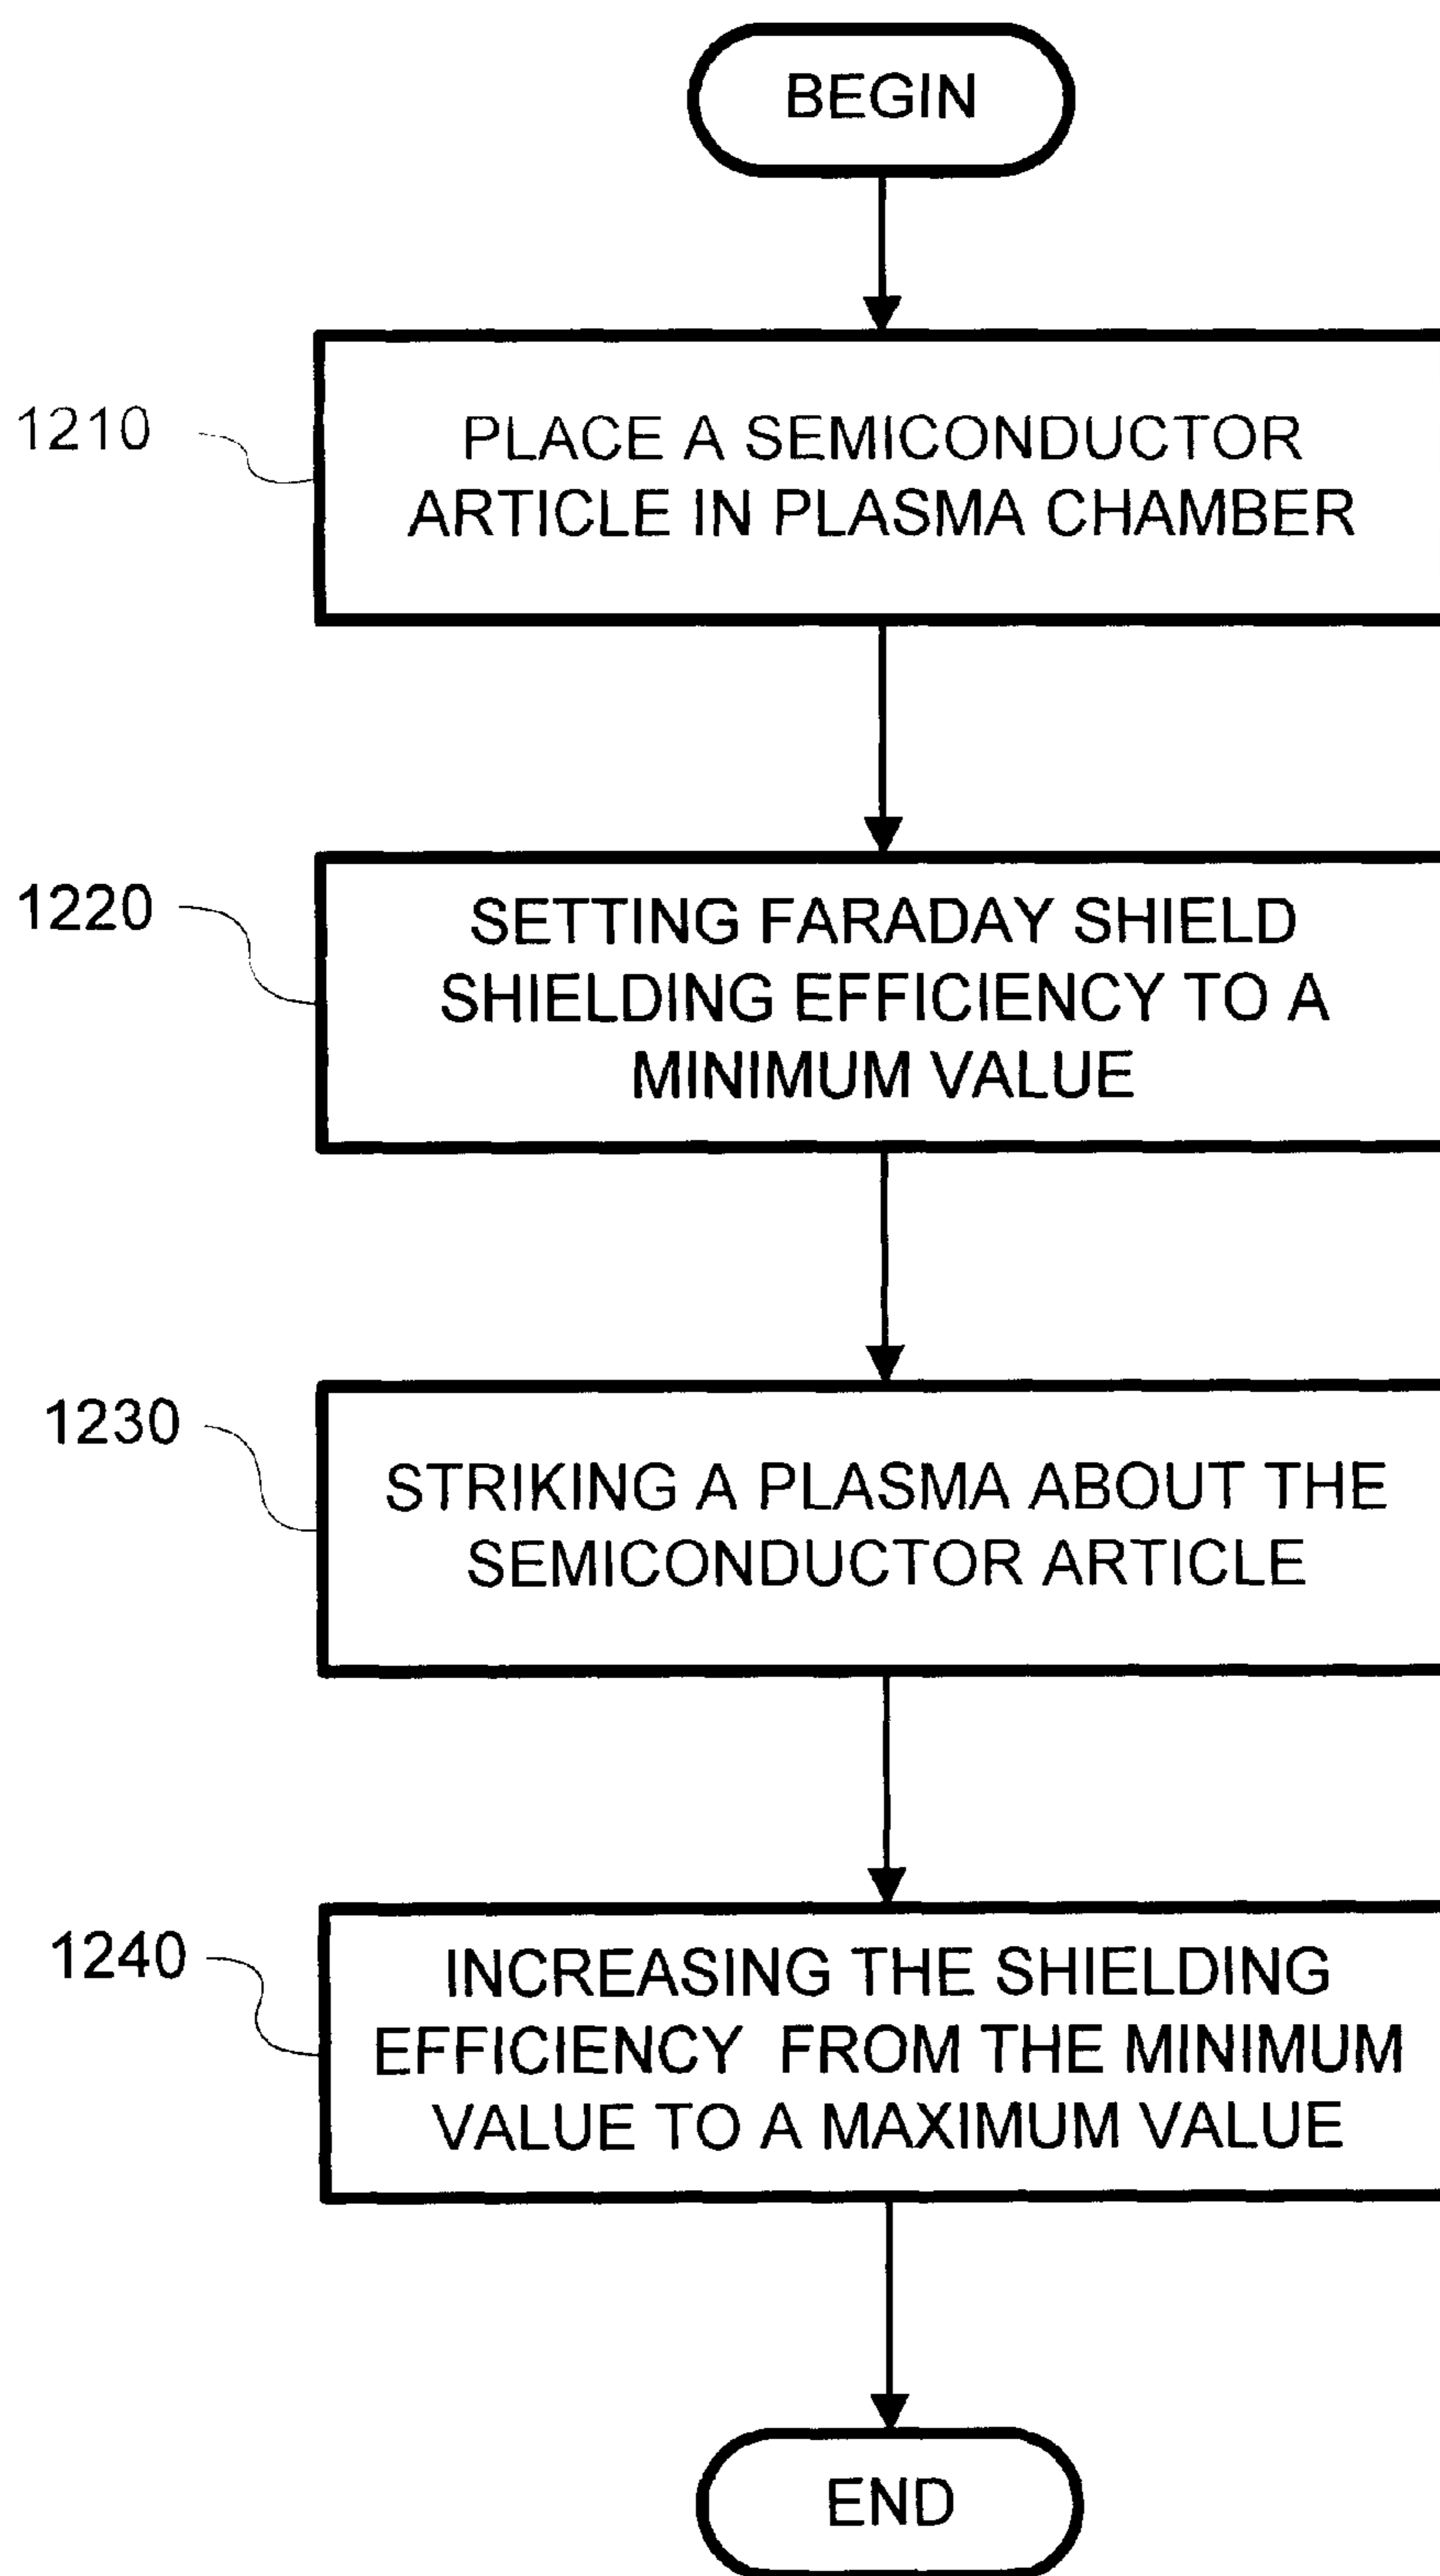 BEGIN
1210
PLACE A SEMICONDUCTOR
ARTICLE IN PLASMA CHAMBER
1220
SETTING FARADAY SHIELD
SHIELDING EFFICIENCY TO A
MINIMUM VALUE
1230
STRIKING A PLASMA ABOUT THE
SEMICONDUCTOR ARTICLE
1240
INCREASING THE SHIELDING
EFFICIENCY FROM THE MINIMUM
VALUE TO A MAXIMUM VALUE
END